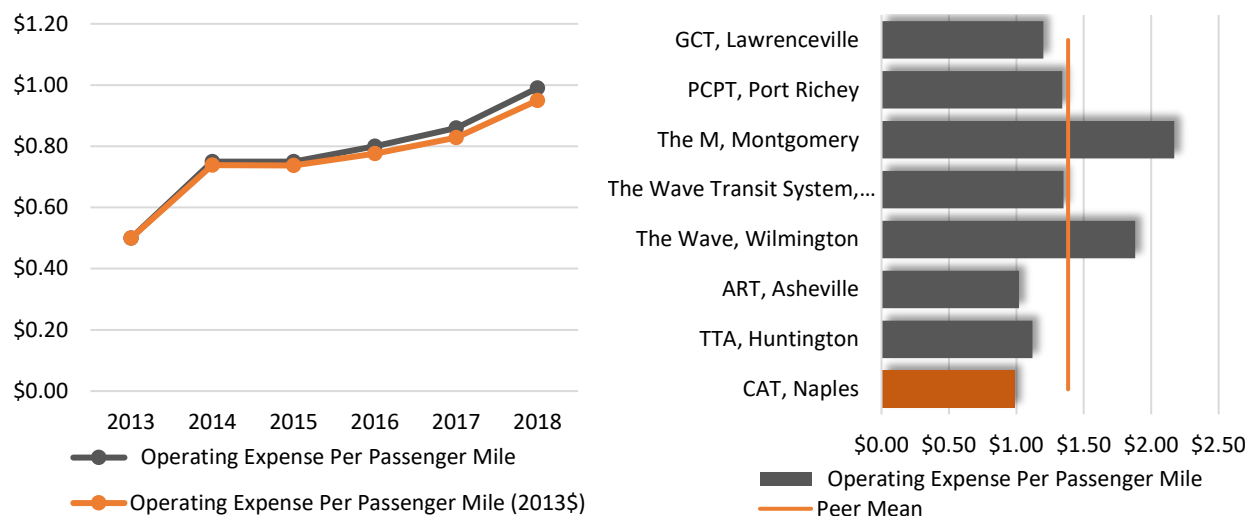 $1.20
$1.00
$0.80
$0.60
$0.40
$0.20
$0.00
2013 2014 2015 2016 2017 2018
Operating Expense Per Passenger Mile
Operating Expense Per Passenger Mile (2013$)
GCT, Lawrenceville
PCPT, Port Richey
The M, Montgomery
The Wave Transit System,...
The Wave, Wilmington
ART, Asheville
TTA, Huntington
CAT, Naples
$0.00 $0.50 $1.00 $1.50 $2.00 $2.50
Operating Expense Per Passenger Mile
Peer Mean